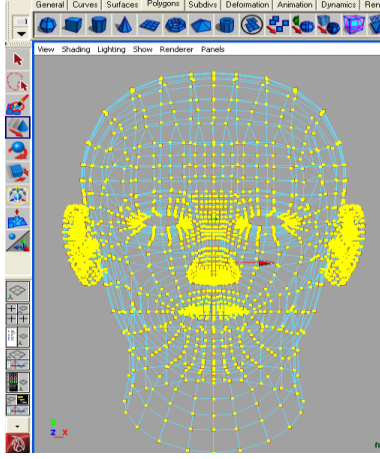 General Curves Surfaces Polygons Subdivs Deformation Animation Dynamics Ren
View Shading Lighting Show Renderer Panels
Y
Z X